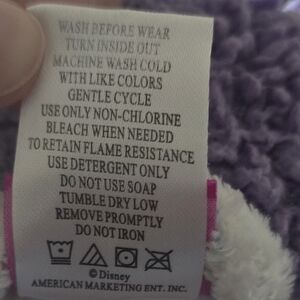 WASH BEFORE WEAR
TURN INSIDE OUT
MACHINE WASH COLD
WITH LIKE COLORS
GENTLE CYCLE
USE ONLY NON-CHLORINE
BLEACH WHEN NEEDED
TO RETAIN FLAME RESISTANCE
USE DETERGENT ONLY
DO NOT USE SOAP
TUMBLE DRY LOW
REMOVE PROMPTLY
DO NOT IRON
© Disney
AMERICAN MARKETING ENT. INC.